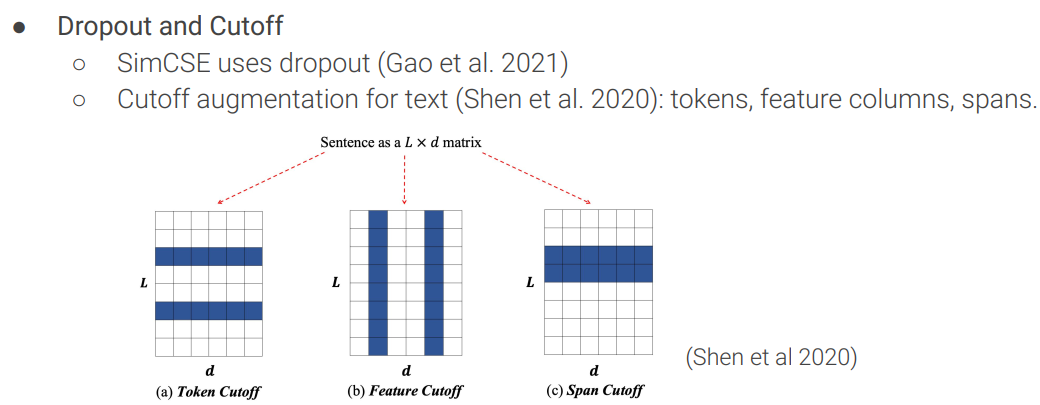 ● Dropout and Cutoff
○ SimCSE uses dropout (Gao et al. 2021)
○ Cutoff augmentation for text (Shen et al. 2020): tokens, feature columns, spans.
Sentence as a L × d matrix
L
L
L
d
d
d
(a) Token Cutoff
(b) Feature Cutoff
(c) Span Cutoff
(Shen et al 2020)